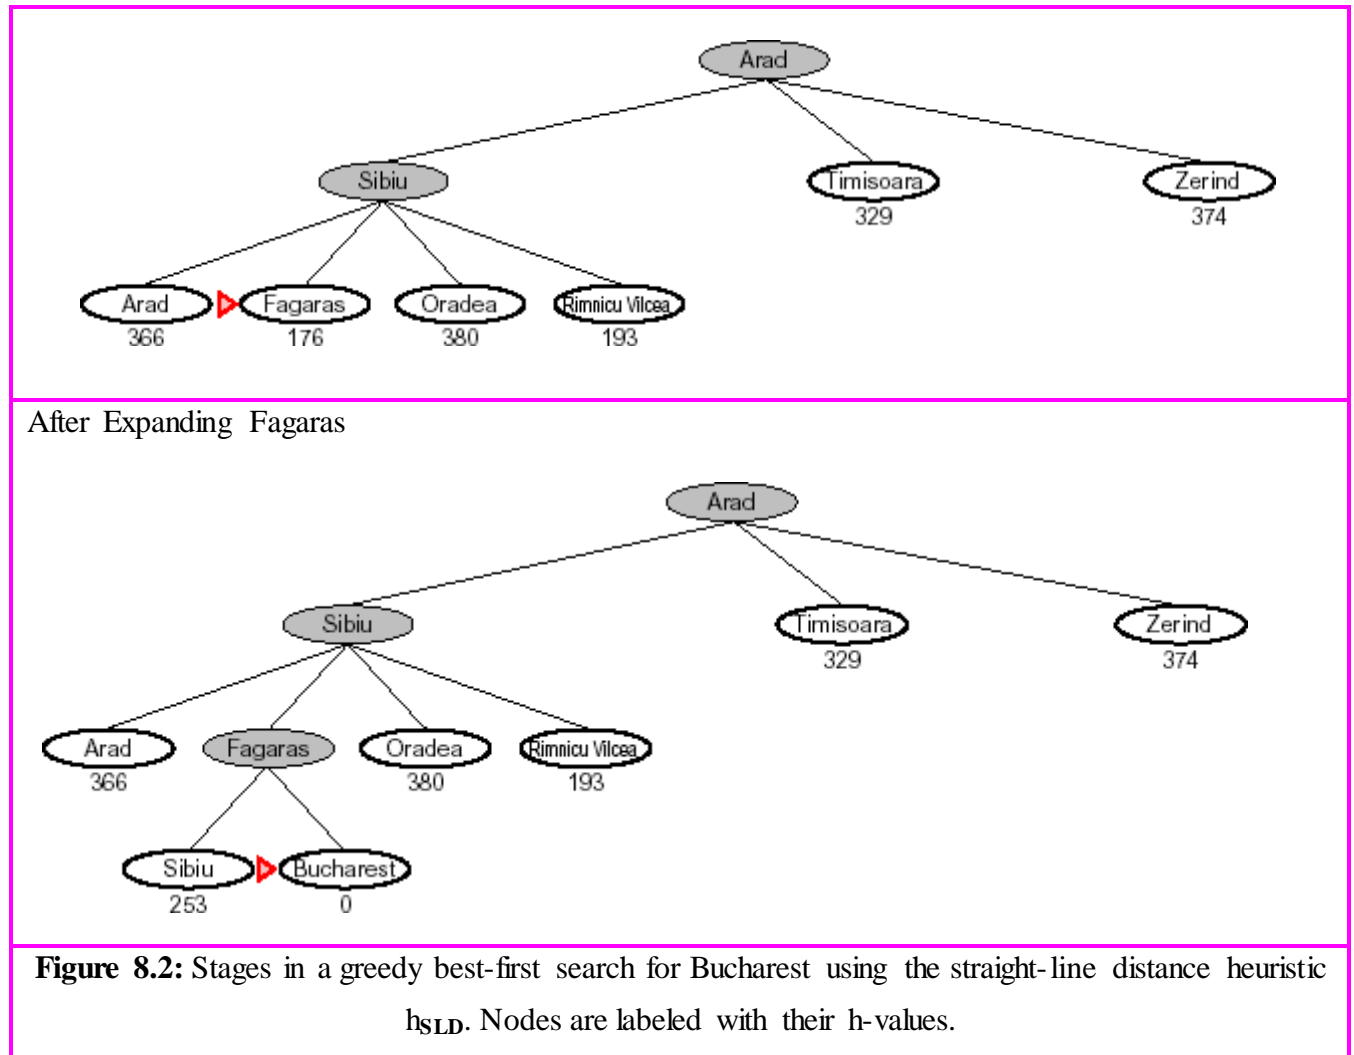 Arad
Sibiu Timisoara Zerind
329 374
Arad Fagaras Oradea Rimnicu Vilcea
366 176 380 193
After Expanding Fagaras
Arad
Sibiu Timisoara Zerind
329 374
Arad Fagaras Oradea Rimnicu Vilcea
366 380 193
Sibiu Bucharest
253 0
Figure 8.2: Stages in a greedy best-first search for Bucharest using the straight-line distance heuristic
hSLD. Nodes are labeled with their h-values.